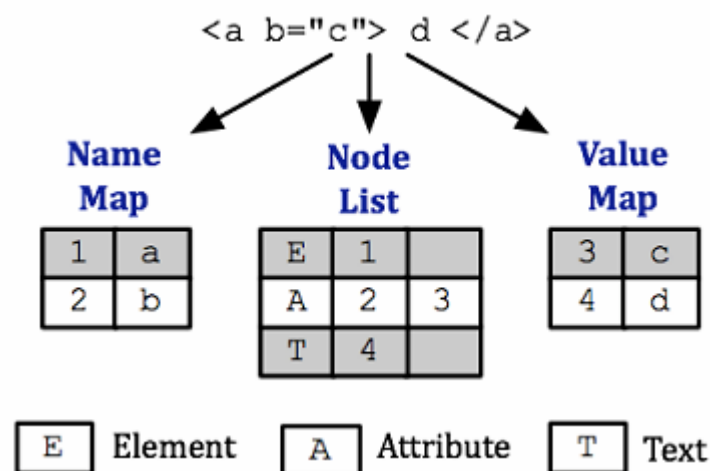 <a b="c"> d </a>
Name Map
Node List
Value Map
1 a
2 b
E 1
A 2 3
T 4
3 c
4 d
E Element
A Attribute
T Text